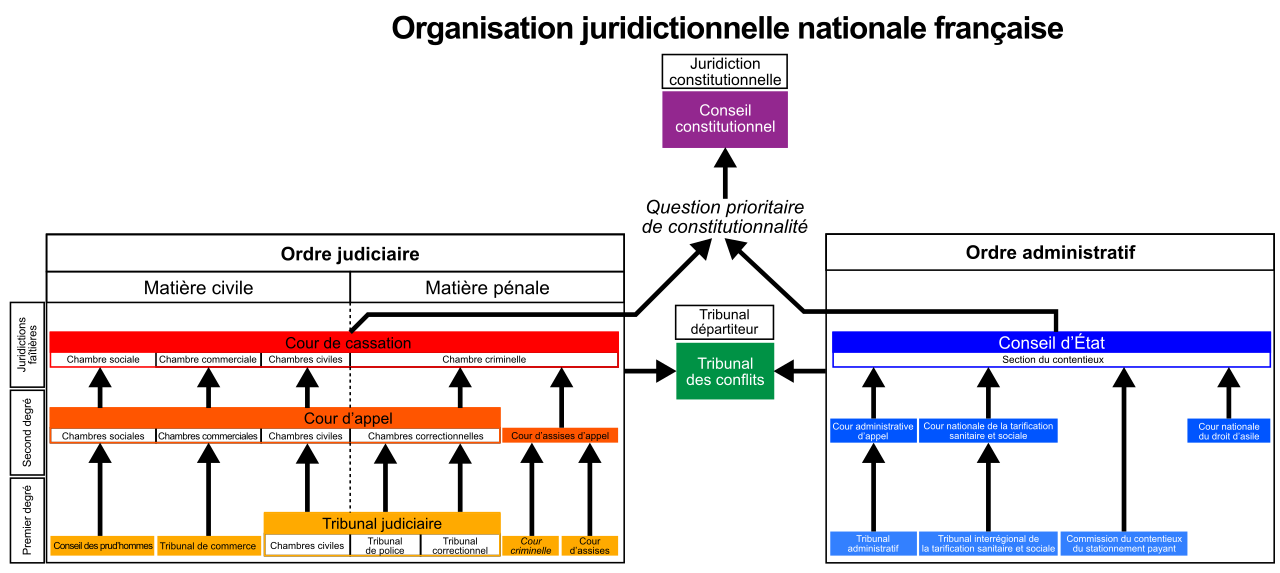 Organisation juridictionnelle nationale française
Juridiction
constitutionnelle
Conseil
constitutionnel
Question prioritaire
de constitutionnalité
Ordre judiciaire
Matière civile
Matière pénale
Ordre administratif
Tribunal
départiteur
Tribunal
des conflits
Juridictions
faîtières
Cour de cassation
Chambre sociale
Chambre commerciale
Chambres civiles
Chambre criminelle
Conseil d'État
Section du contentieux
Second degré
Cour d'appel
Chambres sociales
Chambres commerciales
Chambres civiles
Chambres correctionnelles
Cour d'assises d'appel
Cour administrative
d'appel
Cour nationale de la tarification
sanitaire et sociale
Cour nationale
du droit d'asile
Premier degré
Conseil des prud'hommes
Tribunal de commerce
Tribunal judiciaire
Chambres civiles
Tribunal
de police
Tribunal
correctionnel
Cour
criminelle
Cour
d'assises
Tribunal
administratif
Tribunal interrégional de
la tarification sanitaire et sociale
Commission du contentieux
du stationnement payant